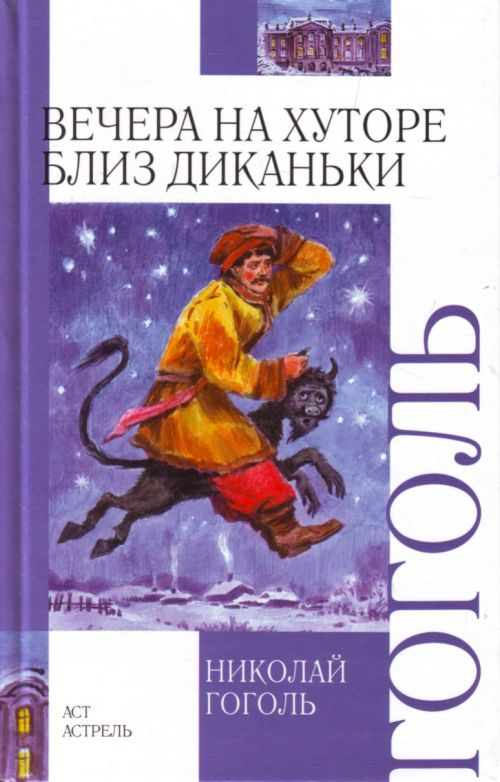 ВЕЧЕРА НА ХУТОРЕ
БЛИЗ ДИКАНЬКИ
ГОГОЛЬ
НИКОЛАЙ
ГОГОЛЬ
АСТ
АСТРЕЛЬ